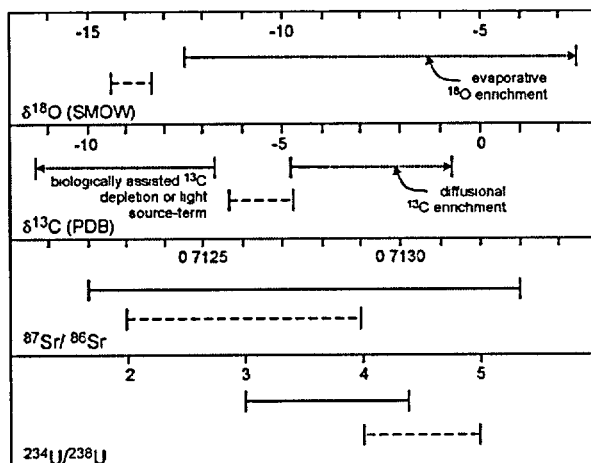 -15 -10 -5
evaporative
¹⁸O enrichment
δ¹⁸O (SMOW)
-10 -5 0
biologically assisted ¹³C
depletion or light
source-term
diffusional
¹³C enrichment
δ¹³C (PDB)
0 7125 0 7130
⁸⁷Sr/ ⁸⁶Sr
2 3 4 5
²³⁴U/²³⁸U